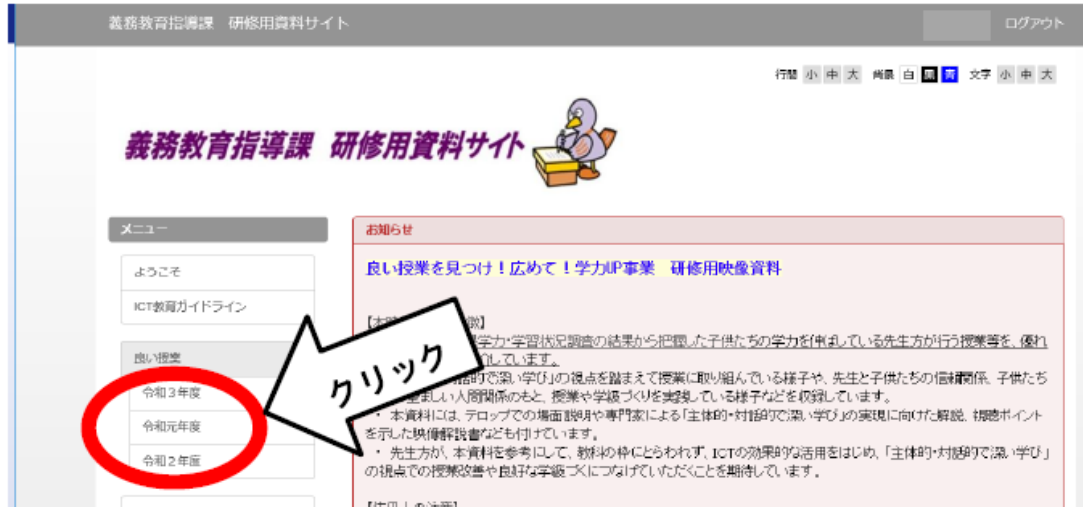 義務教育指導課 研修用資料サイト
ログアウト
行間 小 中 大 背景 白 黒 青 文字 小 中 大
義務教育指導課 研修用資料サイト
メニュー
ようこそ
ICT教育ガイドライン
良い授業
令和3年度
令和元年度
令和2年度
クリック
お知らせ
良い授業を見つけ!広めて!学力UP事業 研修用映像資料
学力・学習状況調査の結果から把握した子供たちの学力を伸ばしている先生方が行う授業等を、優れ
しています。
で深い学び」の視点を踏まえて授業に取り組んでいる様子や、先生と子供たちの信頼関係、子供たち
ましい人間関係のもと、授業や学級づくりを実践している様子などを収録しています。
・ 本資料には、テロップでの場面説明や専門家による「主体的・対話的で深い学び」の実現に向けた解説、視聴ポイント
を示した映像解説書なども付けています。
・ 先生方が、本資料を参考にして、教科の枠にとらわれず、ICTの効果的な活用をはじめ、「主体的・対話的で深い学び」
の視点での授業改善や良好な学級づくにつなげていただくことを期待しています。